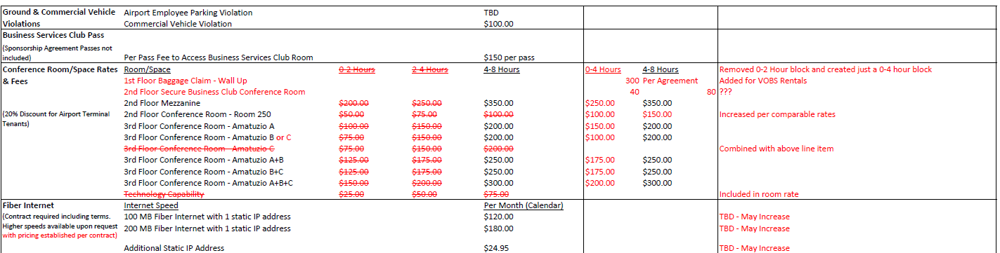 Ground & Commercial Vehicle Airport Employee Parking Violation TBD
Violations Commercial Vehicle Violation $100.00
Business Services Club Pass
(Sponsorship Agreement Passes not
included) Per Pass Fee to Access Business Services Club Room $150 per pass
Conference Room/Space Rates Room/Space 0-2 Hours 2-4 Hours 4-8 Hours 0-4 Hours 4-8 Hours Removed 0-2 Hour block and created just a 0-4 hour block
& Fees 1st Floor Baggage Claim - Wall Up 300 Per Agreement Added for VOBS Rentals
2nd Floor Secure Business Club Conference Room 40 80 ???
2nd Floor Mezzanine $200.00 $250.00 $350.00 $250.00 $350.00
(20% Discount for Airport Terminal 2nd Floor Conference Room - Room 250 $50.00 $75.00 $100.00 $100.00 $150.00 Increased per comparable rates
Tenants) 3rd Floor Conference Room - Amatuzio A $100.00 $150.00 $200.00 $150.00 $200.00
3rd Floor Conference Room - Amatuzio B or C $75.00 $150.00 $200.00 $100.00 $200.00
3rd Floor Conference Room - Amatuzio C $75.00 $150.00 $200.00 Combined with above line item
3rd Floor Conference Room - Amatuzio A+B $125.00 $175.00 $250.00 $175.00 $250.00
3rd Floor Conference Room - Amatuzio B+C $125.00 $175.00 $250.00 $175.00 $250.00
3rd Floor Conference Room - Amatuzio A+B+C $150.00 $200.00 $300.00 $200.00 $300.00
Technology Capability $25.00 $50.00 $75.00 Included in room rate
Fiber Internet Internet Speed Per Month (Calendar)
(Contract required including terms. 100 MB Fiber Internet with 1 static IP address $120.00 TBD - May Increase
Higher speeds available upon request 200 MB Fiber Internet with 1 static IP address $180.00 TBD - May Increase
with pricing established per contract)
Additional Static IP Address $24.95 TBD - May Increase